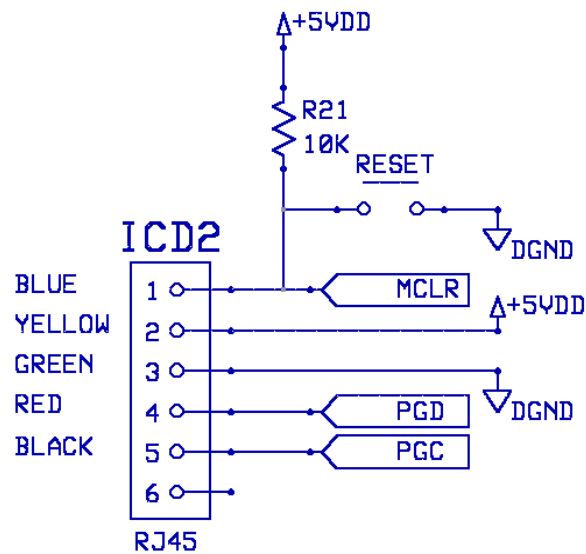 +5VDD
R21
10K
RESET
DGND
ICD2
BLUE 1 MCLR
+5VDD
YELLOW 2
GREEN 3
DGND
RED 4 PGD
BLACK 5 PGC
6
RJ45